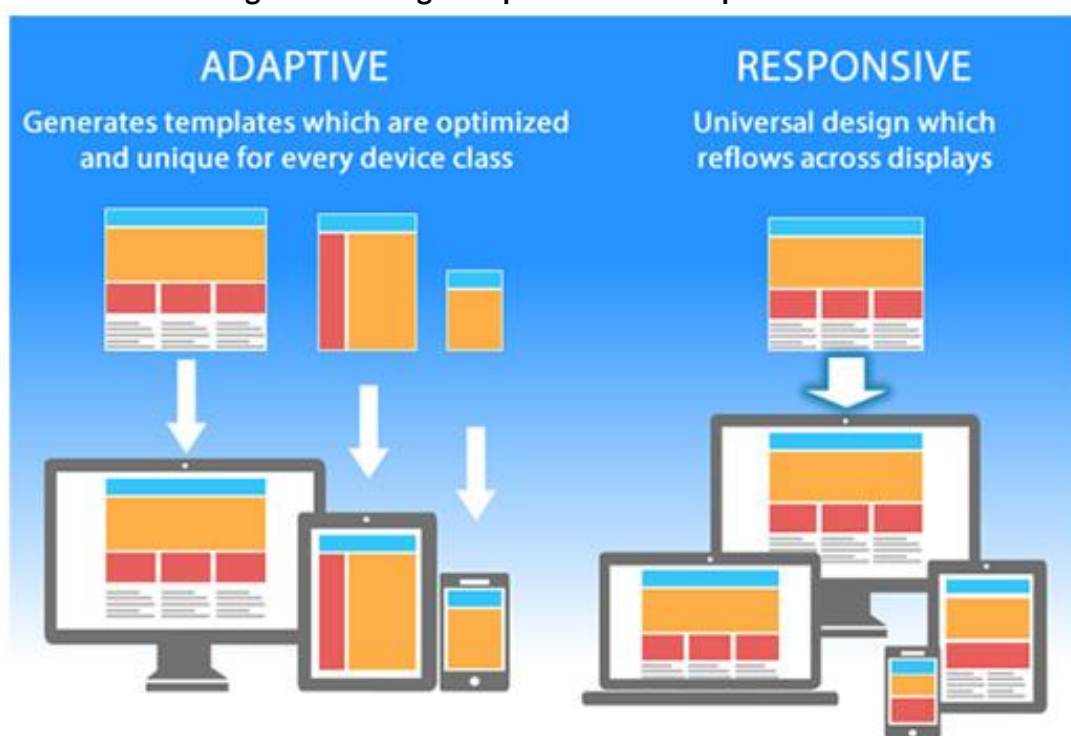 ADAPTIVE
Generates templates which are optimized
and unique for every device class
RESPONSIVE
Universal design which
reflows across displays